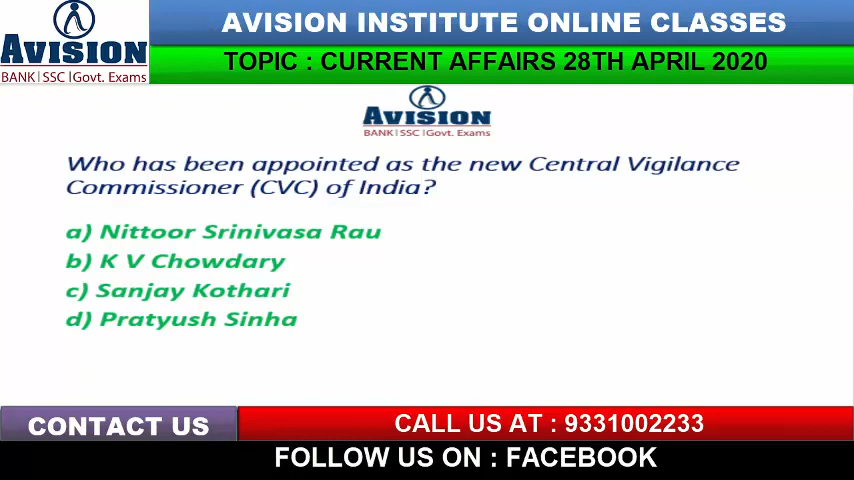 AVISION
BANK|SSC|Govt. Exams
AVISION INSTITUTE ONLINE CLASSES
TOPIC : CURRENT AFFAIRS 28TH APRIL 2020
AVISION
BANK|SSC|Govt. Exams
Who has been appointed as the new Central Vigilance
Commissioner (CVC) of India?
a) Nittoor Srinivasa Rau
b) K V Chowdary
c) Sanjay Kothari
d) Pratyush Sinha
CONTACT US
CALL US AT : 9331002233
FOLLOW US ON : FACEBOOK